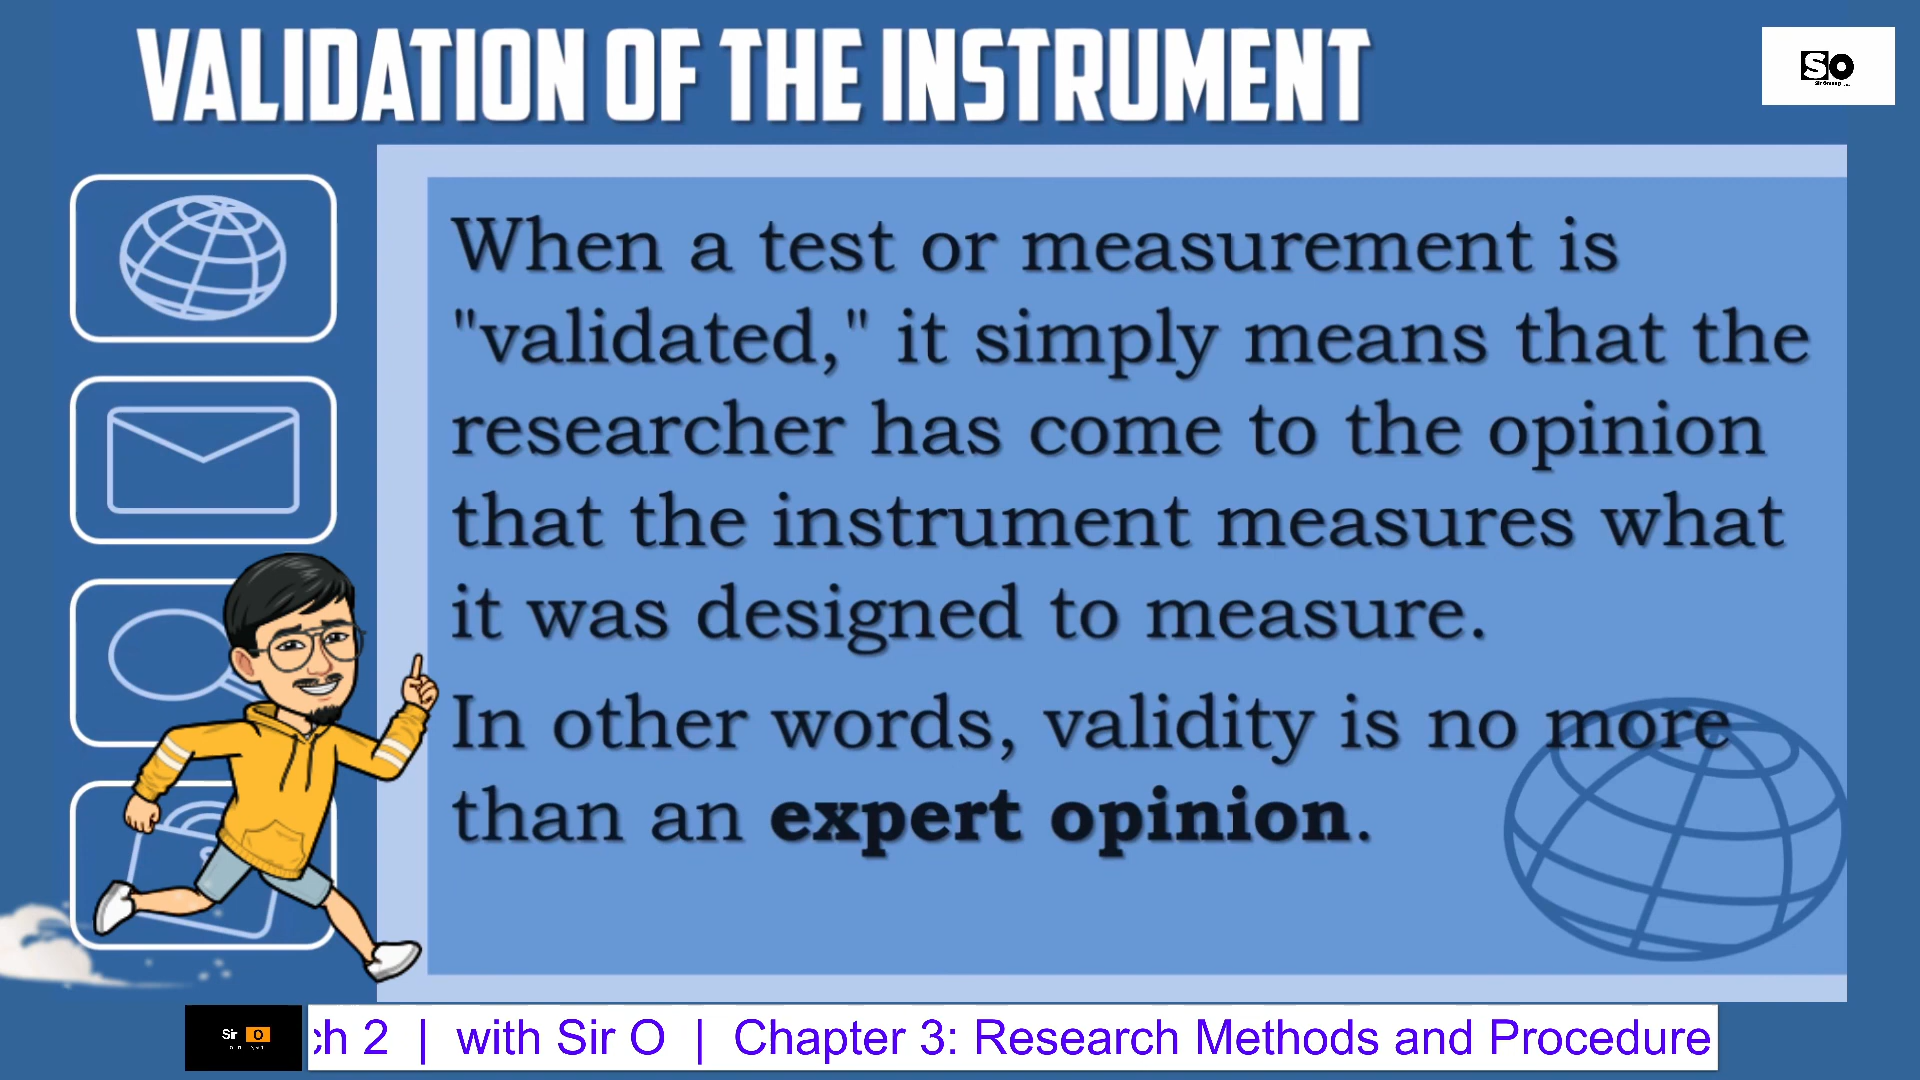 VALIDATION OF THE INSTRUMENT
SO
When a test or measurement is
"validated," it simply means that the
researcher has come to the opinion
that the instrument measures what
it was designed to measure.
In other words, validity is no more
than an expert opinion.
Sir O
ch 2 | with Sir O | Chapter 3: Research Methods and Procedure